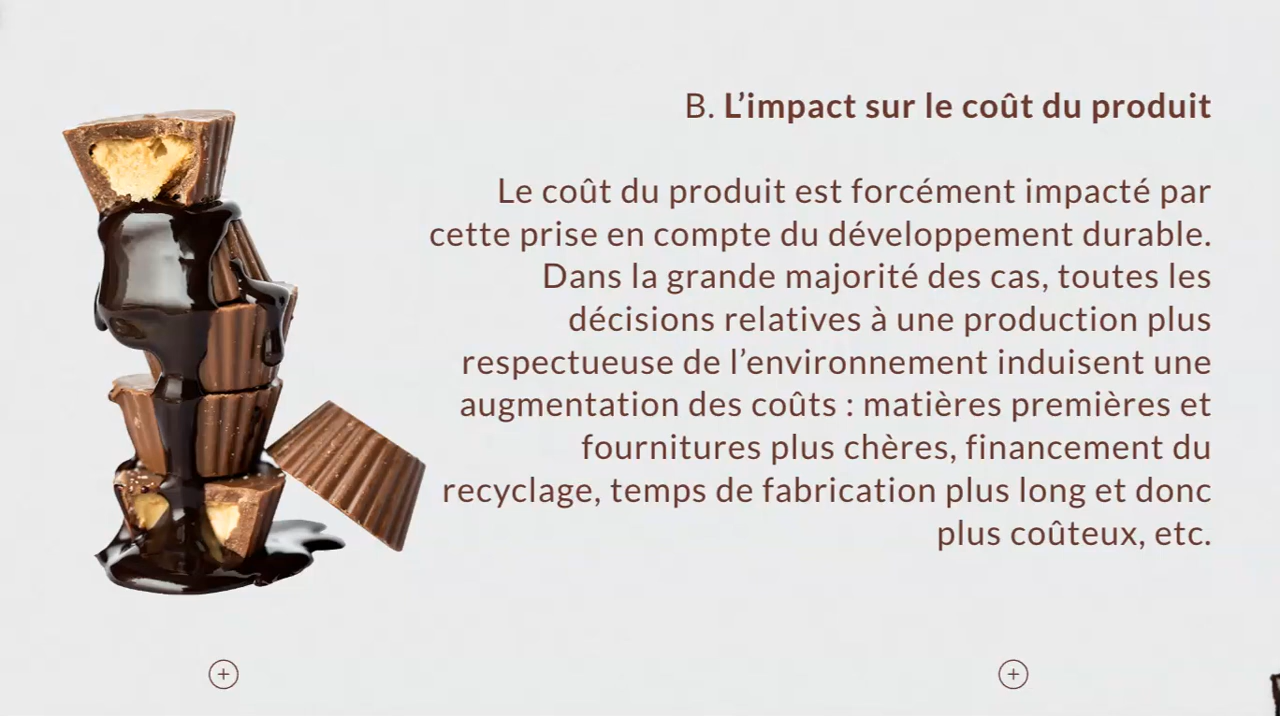 B. L’impact sur le coût du produit
Le coût du produit est forcément impacté par
cette prise en compte du développement durable.
Dans la grande majorité des cas, toutes les
décisions relatives à une production plus
respectueuse de l’environnement induisent une
augmentation des coûts : matières premières et
fournitures plus chères, financement du
recyclage, temps de fabrication plus long et donc
plus coûteux, etc.